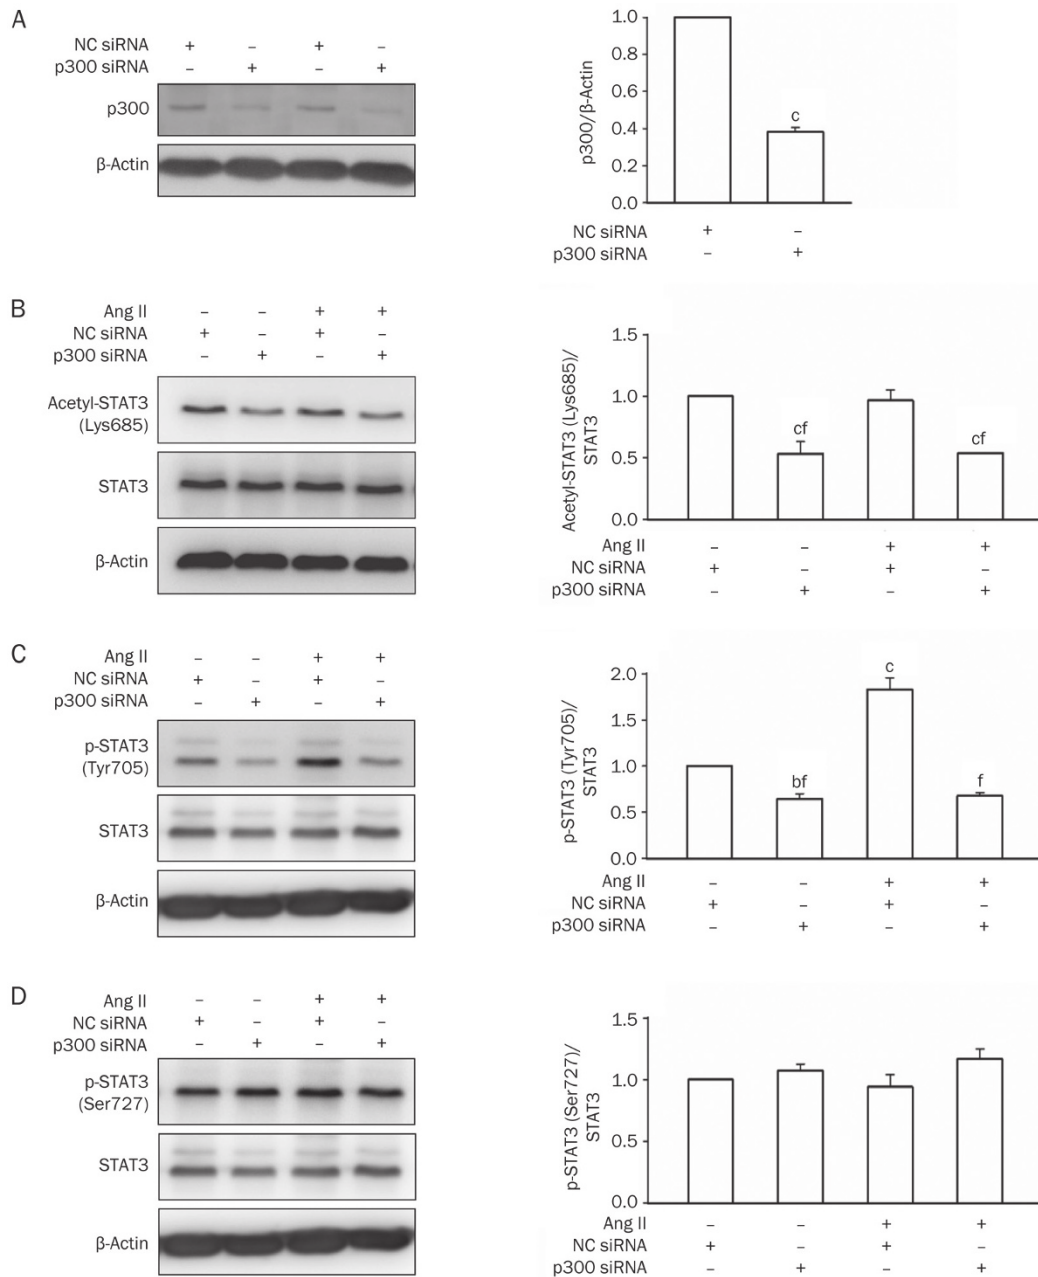 A
NC siRNA + – + –
p300 siRNA – + – +
p300
β-Actin
p300/β-Actin
1.0
0.8
0.6
0.4
0.2
0.0
c
NC siRNA + –
p300 siRNA – +
B
Ang II – – + +
NC siRNA + – + –
p300 siRNA – + – +
Acetyl-STAT3
(Lys685)
STAT3
β-Actin
Acetyl-STAT3 (Lys685)/
STAT3
1.5
1.0
0.5
0.0
cf
cf
Ang II – – + +
NC siRNA + – + –
p300 siRNA – + – +
C
Ang II – – + +
NC siRNA + – + –
p300 siRNA – + – +
p-STAT3
(Tyr705)
STAT3
β-Actin
p-STAT3 (Tyr705)/
STAT3
2.0
1.5
1.0
0.5
0.0
bf
c
f
Ang II – – + +
NC siRNA + – + –
p300 siRNA – + – +
D
Ang II – – + +
NC siRNA + – + –
p300 siRNA – + – +
p-STAT3
(Ser727)
STAT3
β-Actin
p-STAT3 (Ser727)/
STAT3
1.5
1.0
0.5
0.0
Ang II – – + +
NC siRNA + – + –
p300 siRNA – + – +